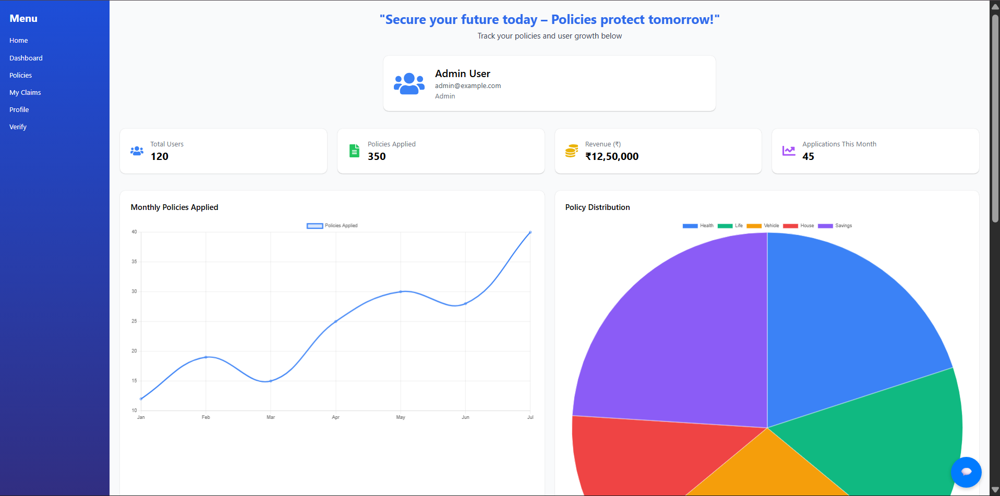 Menu
Home
Dashboard
Policies
My Claims
Profile
Verify
"Secure your future today – Policies protect tomorrow!"
Track your policies and user growth below
Admin User
admin@example.com
Admin
Total Users
120
Policies Applied
350
Revenue (₹)
₹12,50,000
Applications This Month
45
Monthly Policies Applied
Policies Applied
40
35
30
25
20
15
10
Jan Feb Mar Apr May Jun Jul
Policy Distribution
Health Life Vehicle House Savings